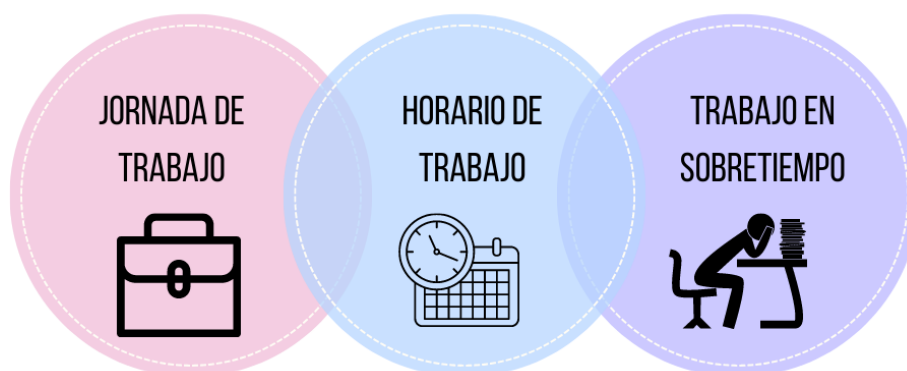 JORNADA DE
TRABAJO
HORARIO DE
TRABAJO
TRABAJO EN
SOBRETIEMPO